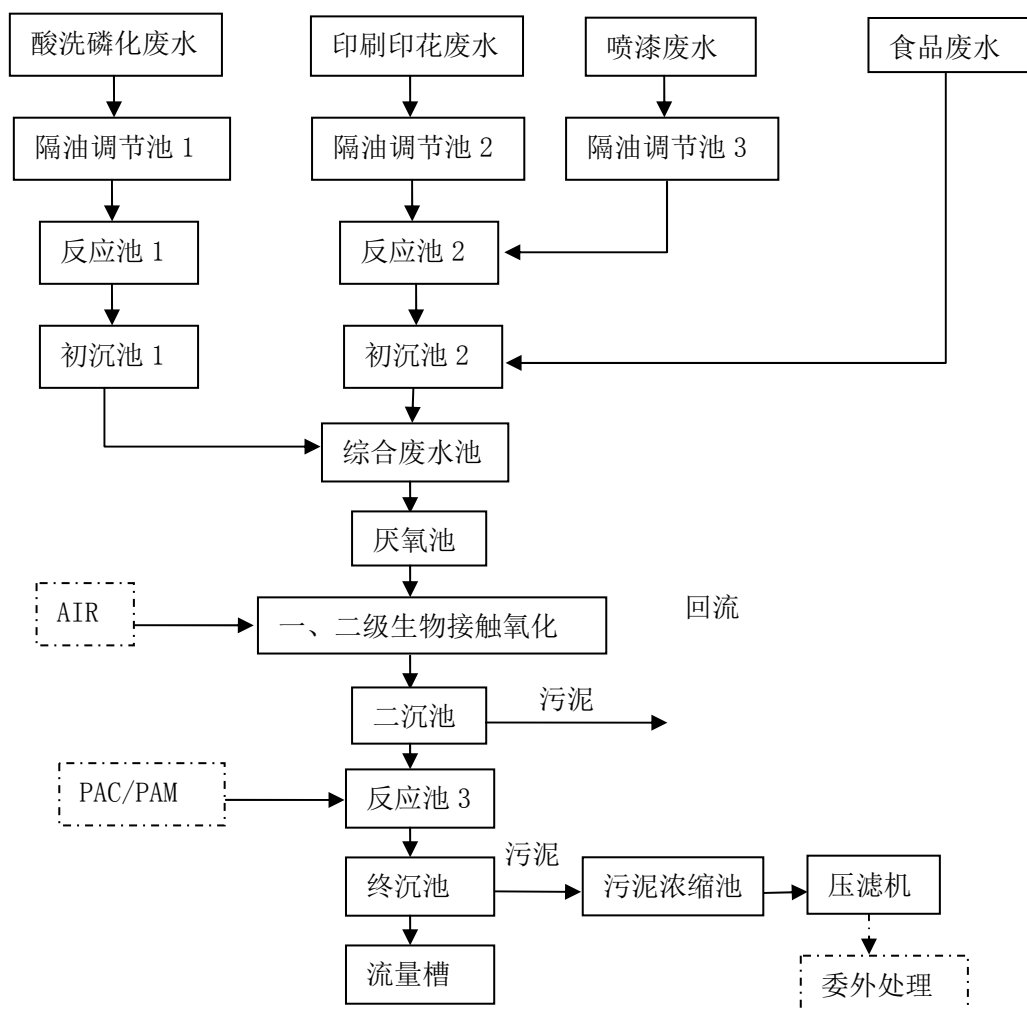 酸洗磷化废水
印刷印花废水
喷漆废水
食品废水
隔油调节池 1
隔油调节池 2
隔油调节池 3
反应池 1
反应池 2
初沉池 1
初沉池 2
综合废水池
厌氧池
AIR
一、二级生物接触氧化
回流
二沉池
污泥
PAC/PAM
反应池 3
污泥
终沉池
污泥浓缩池
压滤机
流量槽
委外处理